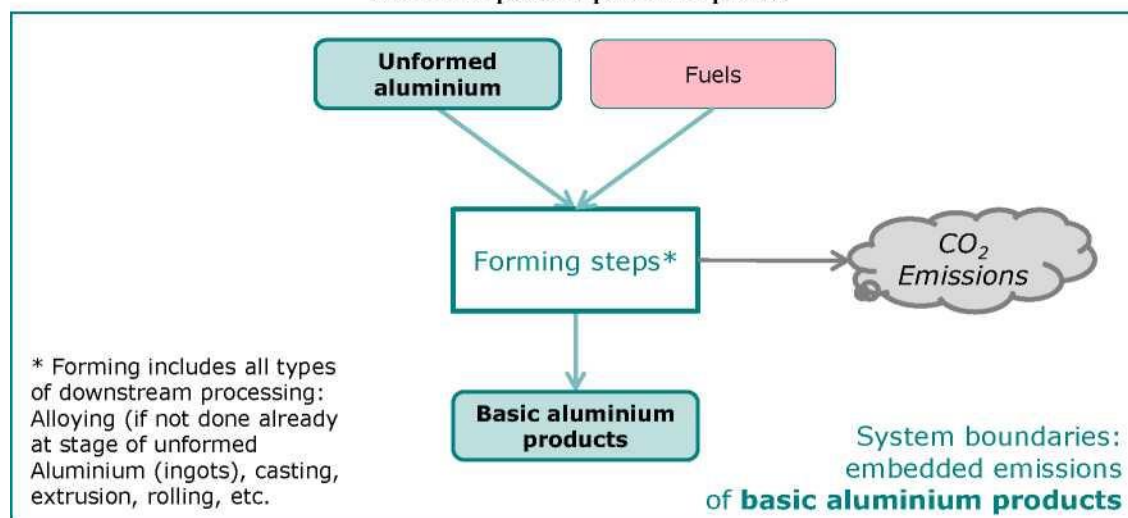 Unformed
aluminium
Fuels
Forming steps*
CO₂
Emissions
* Forming includes all types
of downstream processing:
Alloying (if not done already
at stage of unformed
Aluminium (ingots), casting,
extrusion, rolling, etc.
Basic aluminium
products
System boundaries:
embedded emissions
of basic aluminium products